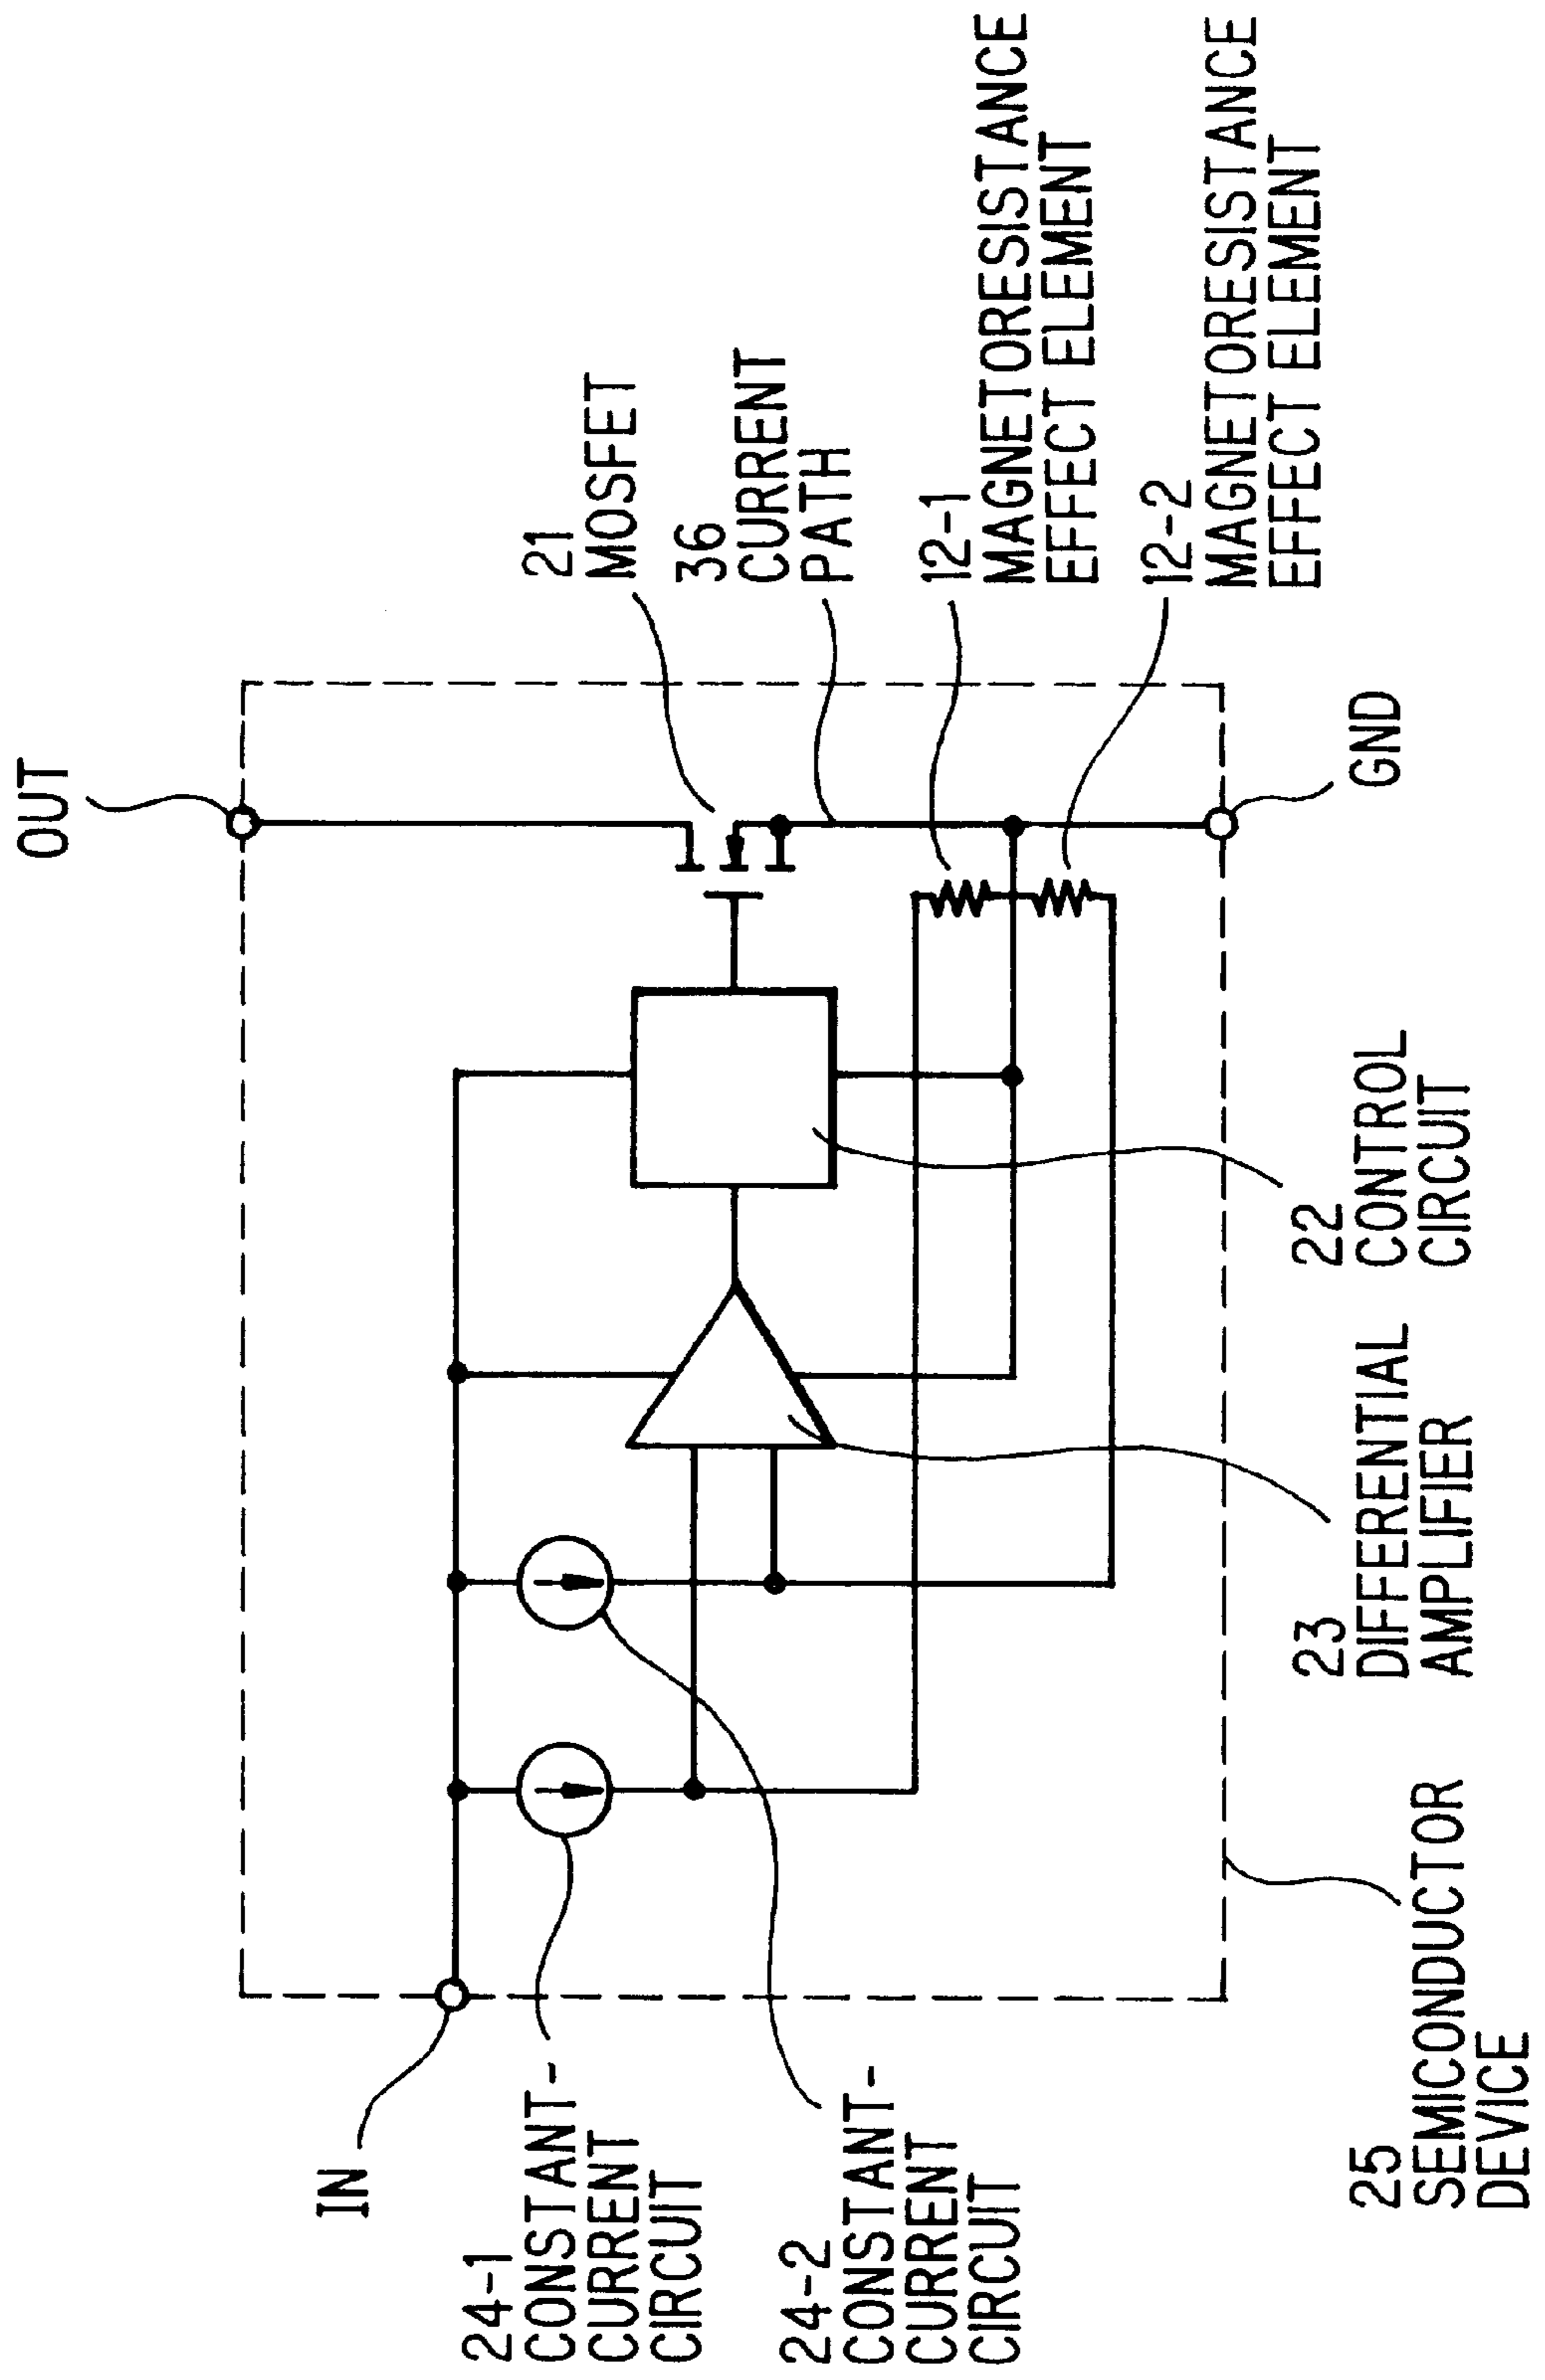 OUT
21
MOSFET
36
CURRENT
PATH
12-1
MAGNETORESISTANCE
EFFECT ELEMENT
12-2
MAGNETORESISTANCE
EFFECT ELEMENT
GND
IN
24-1
CONSTANT-
CURRENT
CIRCUIT
24-2
CONSTANT-
CURRENT
CIRCUIT
22
CONTROL
CIRCUIT
23
DIFFERENTIAL
AMPLIFIER
25
SEMICONDUCTOR
DEVICE